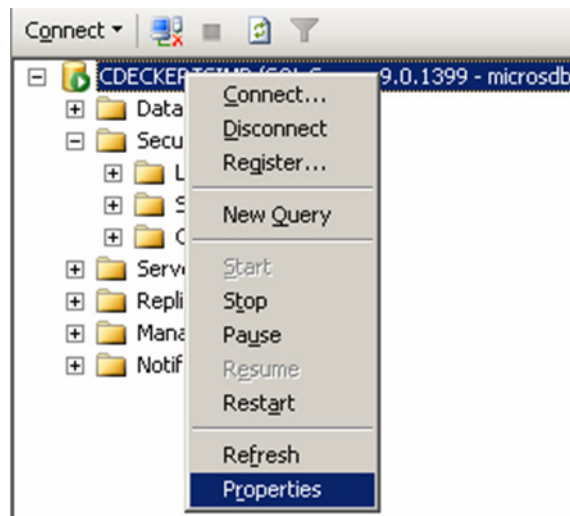 Connect
CDECKER 9.0.1399 - microsdb
Data
Secu
L
S
C
Serv
Repli
Mana
Notif
Connect...
Disconnect
Register...
New Query
Start
Stop
Pause
Resume
Restart
Refresh
Properties